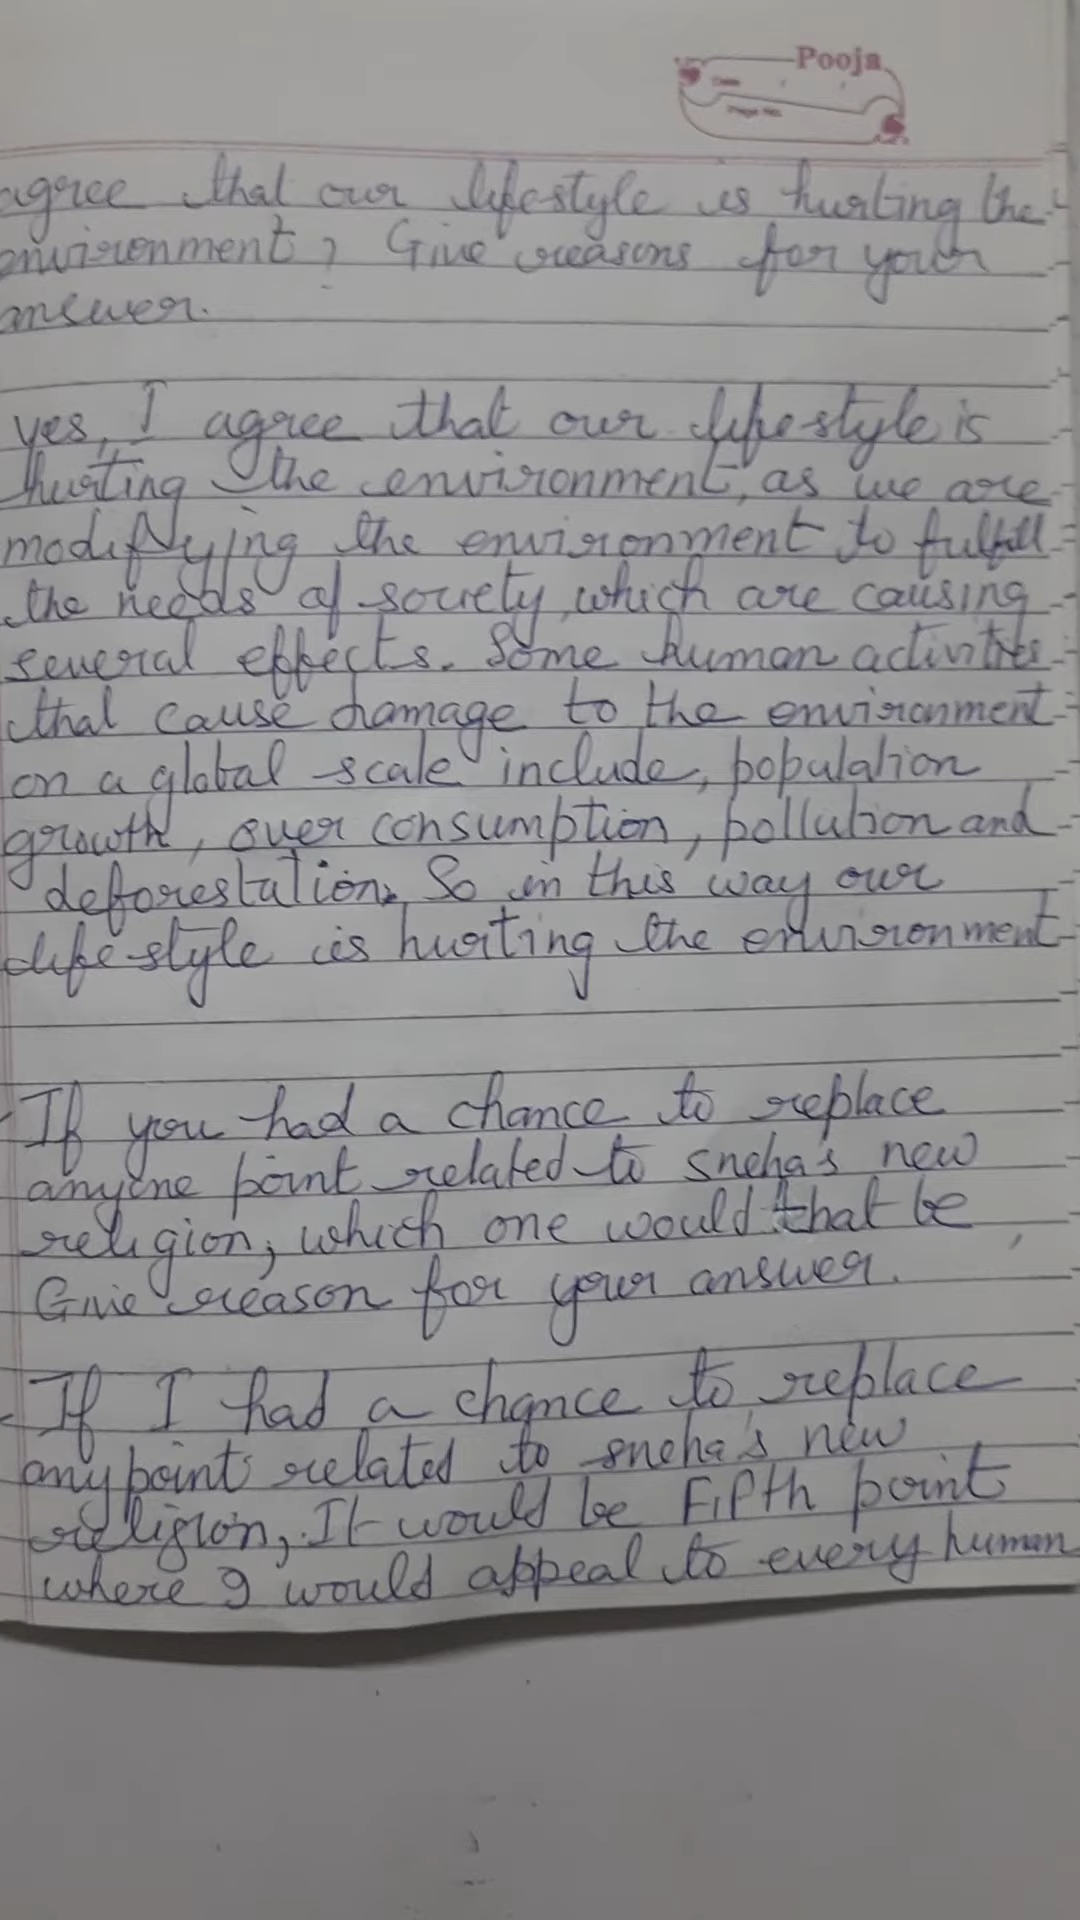 Pooja
Date
Page No.
agree that our lifestyle is hurting the
environment? Give reasons for your
answer.
yes, I agree that our life style is
hurting the environment, as we are
modifying the environment to fulfill
the needs of society, which are causing
several effects. Some human activities
that cause damage to the environment
on a global scale include, population
growth, over consumption, pollution and
deforestation. So in this way our
life style is hurting the environment
If you had a chance to replace
anyone point related to sneha's new
religion, which one would that be
Give reason for your answer.
If I had a chance to replace
any point related to sneha's new
religion, It would be Fifth point
where I would appeal to every human